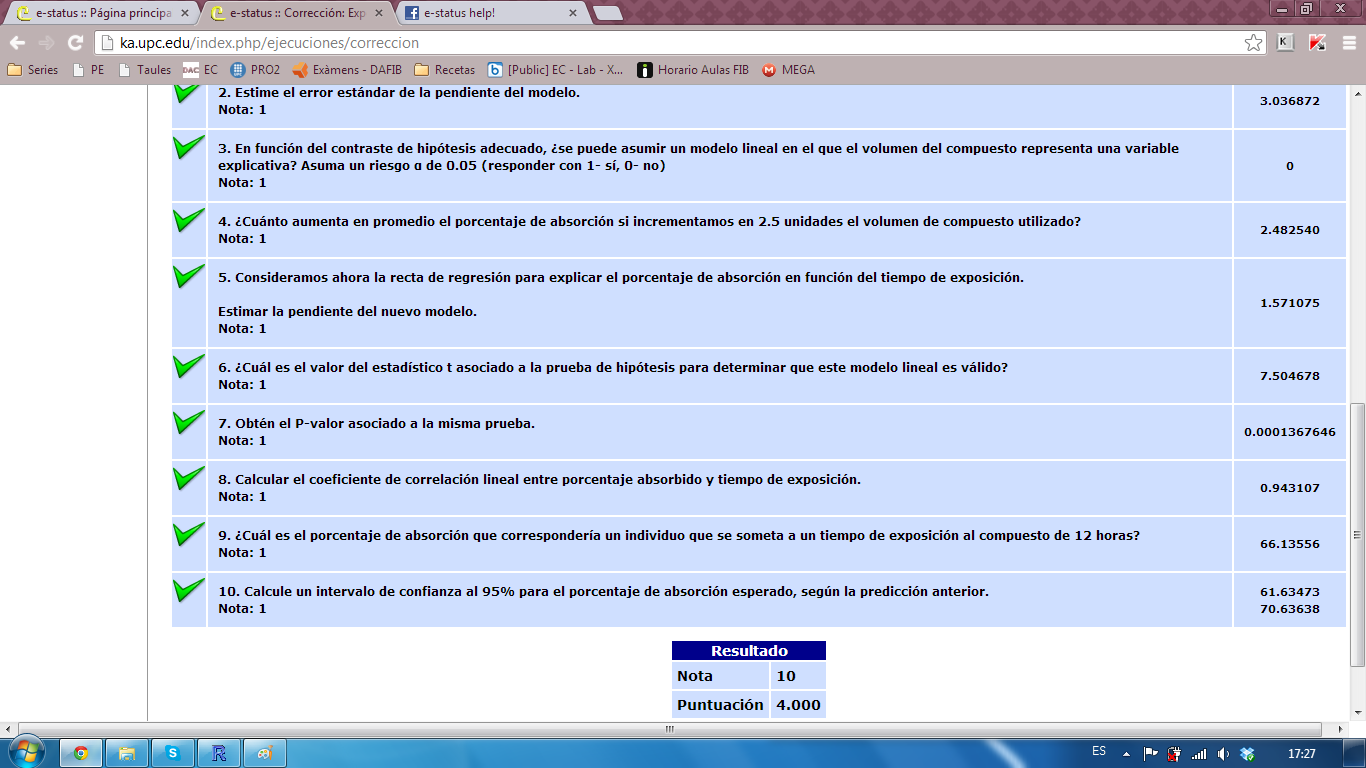 e-status :: Página principa
e-status :: Corrección: Exp
e-status help!
ka.upc.edu/index.php/ejecuciones/correccion
Series
PE
Taules
DAC EC
PRO2
Exàmens - DAFIB
Recetas
[Public] EC - Lab - X...
Horario Aulas FIB
MEGA
2. Estime el error estándar de la pendiente del modelo.
Nota: 1
3.036872
3. En función del contraste de hipótesis adecuado, ¿se puede asumir un modelo lineal en el que el volumen del compuesto representa una variable
explicativa? Asuma un riesgo α de 0.05 (responder con 1- sí, 0- no)
Nota: 1
0
4. ¿Cuánto aumenta en promedio el porcentaje de absorción si incrementamos en 2.5 unidades el volumen de compuesto utilizado?
Nota: 1
2.482540
5. Consideramos ahora la recta de regresión para explicar el porcentaje de absorción en función del tiempo de exposición.
Estimar la pendiente del nuevo modelo.
Nota: 1
1.571075
6. ¿Cuál es el valor del estadístico t asociado a la prueba de hipótesis para determinar que este modelo lineal es válido?
Nota: 1
7.504678
7. Obtén el P-valor asociado a la misma prueba.
Nota: 1
0.0001367646
8. Calcular el coeficiente de correlación lineal entre porcentaje absorbido y tiempo de exposición.
Nota: 1
0.943107
9. ¿Cuál es el porcentaje de absorción que correspondería un individuo que se someta a un tiempo de exposición al compuesto de 12 horas?
Nota: 1
66.13556
10. Calcule un intervalo de confianza al 95% para el porcentaje de absorción esperado, según la predicción anterior.
Nota: 1
61.63473
70.63638
Resultado
Nota 10
Puntuación 4.000
ES
17:27